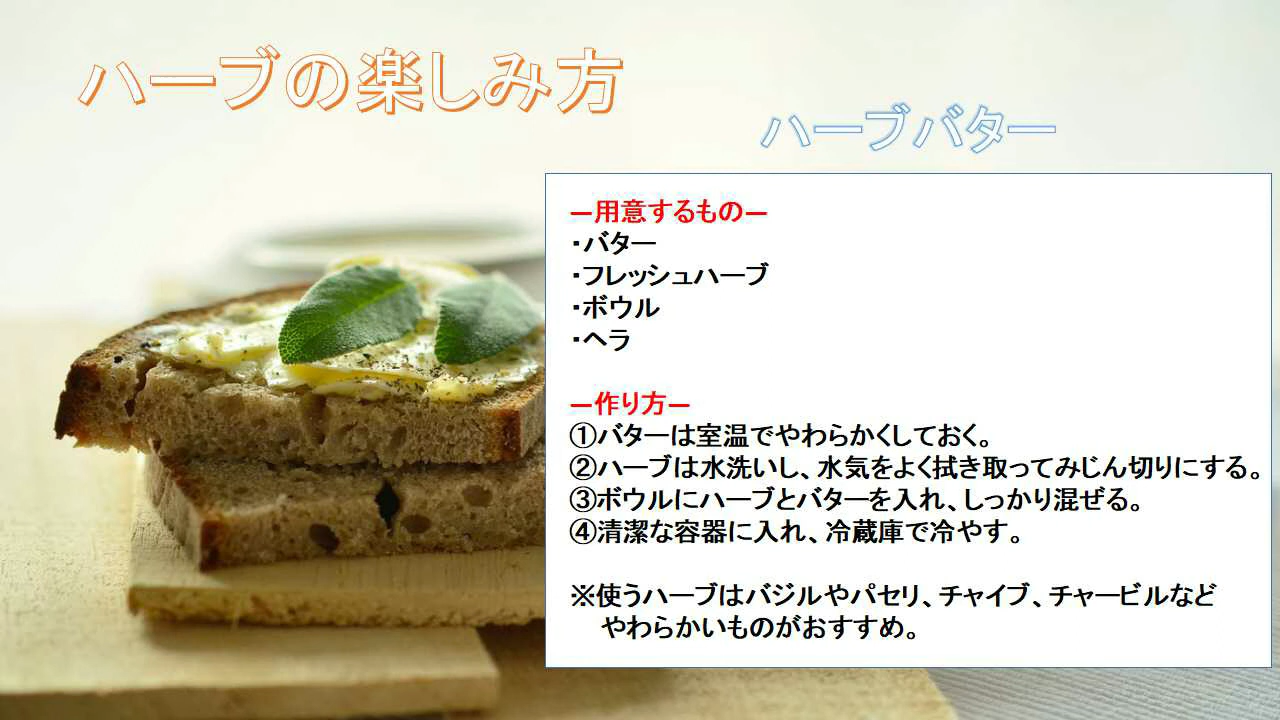 ハーブの楽しみ方
ハーブバター
―用意するもの―
・バター
・フレッシュハーブ
・ボウル
・ヘラ
―作り方―
①バターは室温でやわらかくしておく。
②ハーブは水洗いし、水気をよく拭き取ってみじん切りにする。
③ボウルにハーブとバターを入れ、しっかり混ぜる。
④清潔な容器に入れ、冷蔵庫で冷やす。
※使うハーブはバジルやパセリ、チャイブ、チャービルなど
やわらかいものがおすすめ。